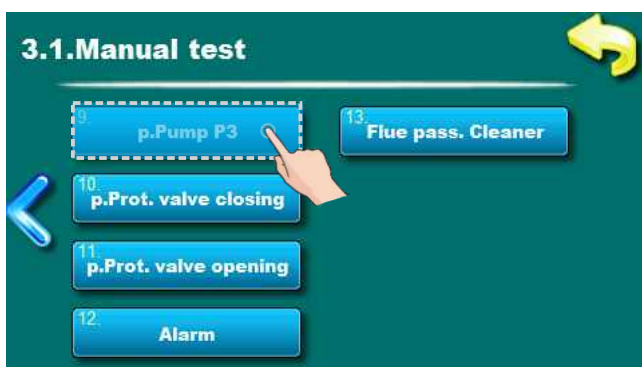 3.1.Manual test
9.
p.Pump P3
10.
p.Prot. valve closing
11.
p.Prot. valve opening
12.
Alarm
13.
Flue pass. Cleaner